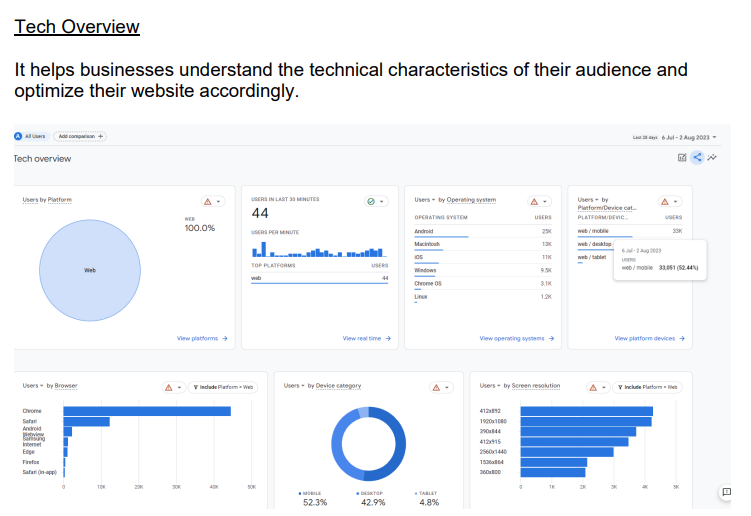 Tech Overview
It helps businesses understand the technical characteristics of their audience and
optimize their website accordingly.
A All Users Add comparison + Last 28 days 6 Jul - 2 Aug 2023
Tech overview
Users by Platform
WEB
100.0%
Web
View platforms →
USERS IN LAST 30 MINUTES
44
USERS PER MINUTE
TOP PLATFORMS USERS
web 44
View real time →
Users by Operating system
OPERATING SYSTEM USERS
Android 25K
Macintosh 13K
iOS 11K
Windows 9.5K
Chrome OS 3.1K
Linux 1.2K
View operating systems →
Users by
Platform/Device cat...
PLATFORM/DEVIC... USERS
web / mobile 33K
web / desktop
web / tablet
6 Jul - 2 Aug 2023
USERS
web / mobile 33,051 (52.44%)
View platform devices →
Users by Browser
Include Platform = Web
Chrome
Safari
Android
Webview
Samsung
Internet
Edge
Firefox
Safari (in-app)
0 10K 20K 30K 40K 50K
Users by Device category
MOBILE DESKTOP TABLET
52.3% 42.9% 4.8%
Users by Screen resolution
Include Platform = Web
412x892
1920x1080
390x844
412x915
2560x1440
1536x864
360x800
0 1K 2K 3K 4K 5K